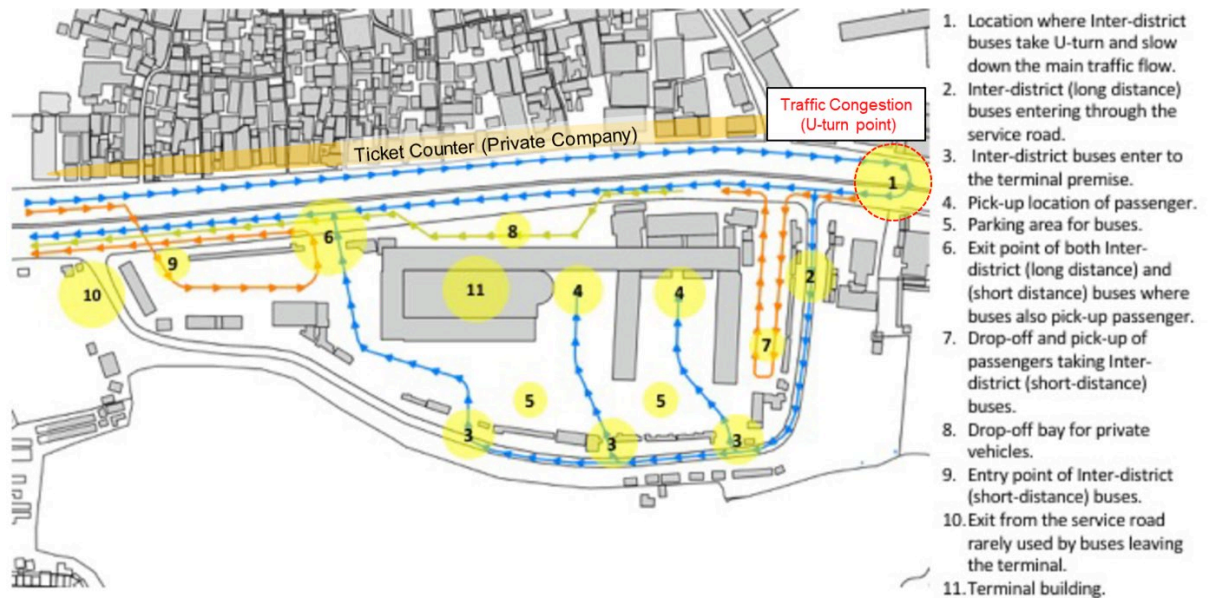 Traffic Congestion
(U-turn point)
Ticket Counter (Private Company)
1
2
3
3
3
4
4
5
5
6
7
8
9
10
11
1. Location where Inter-district
buses take U-turn and slow
down the main traffic flow.
2. Inter-district (long distance)
buses entering through the
service road.
3. Inter-district buses enter to
the terminal premise.
4. Pick-up location of passenger.
5. Parking area for buses.
6. Exit point of both Inter-
district (long distance) and
(short distance) buses where
buses also pick-up passenger.
7. Drop-off and pick-up of
passengers taking Inter-
district (short-distance)
buses.
8. Drop-off bay for private
vehicles.
9. Entry point of Inter-district
(short-distance) buses.
10. Exit from the service road
rarely used by buses leaving
the terminal.
11. Terminal building.